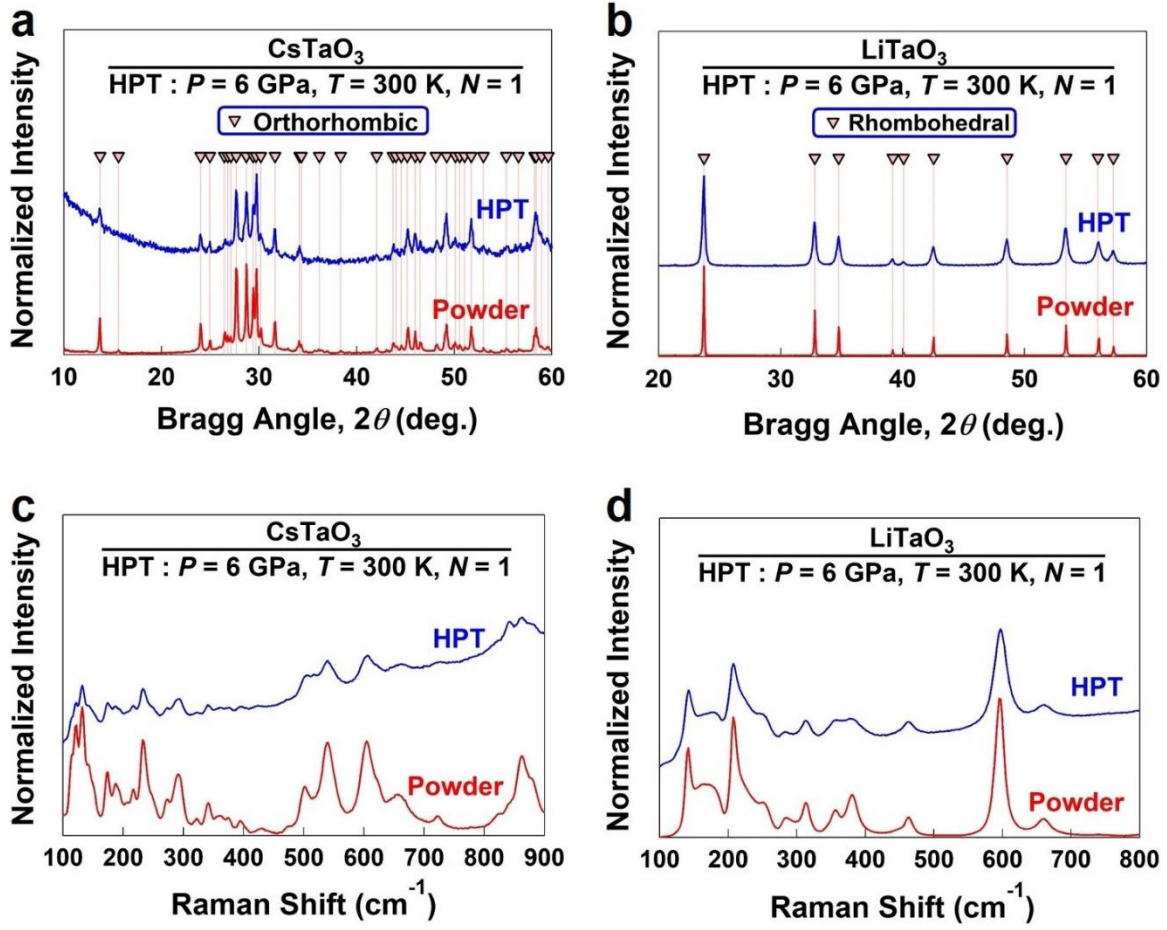 a
CsTaO₃
HPT : P = 6 GPa, T = 300 K, N = 1
Orthorhombic
HPT
Powder
Normalized Intensity
10 20 30 40 50 60
Bragg Angle, 2θ (deg.)
b
LiTaO₃
HPT : P = 6 GPa, T = 300 K, N = 1
Rhombohedral
HPT
Powder
Normalized Intensity
20 30 40 50 60
Bragg Angle, 2θ (deg.)
c
CsTaO₃
HPT : P = 6 GPa, T = 300 K, N = 1
HPT
Powder
Normalized Intensity
100 200 300 400 500 600 700 800 900
Raman Shift (cm⁻¹)
d
LiTaO₃
HPT : P = 6 GPa, T = 300 K, N = 1
HPT
Powder
Normalized Intensity
100 200 300 400 500 600 700 800
Raman Shift (cm⁻¹)